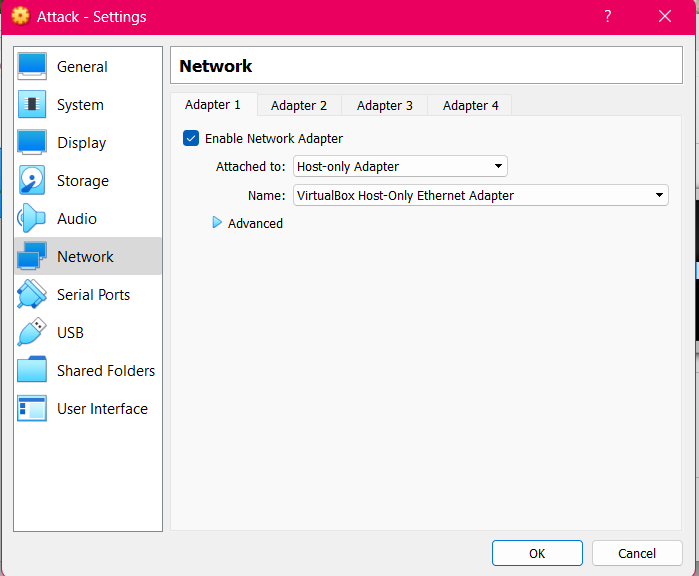 Attack - Settings
?
General
System
Display
Storage
Audio
Network
Serial Ports
USB
Shared Folders
User Interface
Network
Adapter 1 Adapter 2 Adapter 3 Adapter 4
Enable Network Adapter
Attached to: Host-only Adapter
Name: VirtualBox Host-Only Ethernet Adapter
Advanced
OK Cancel